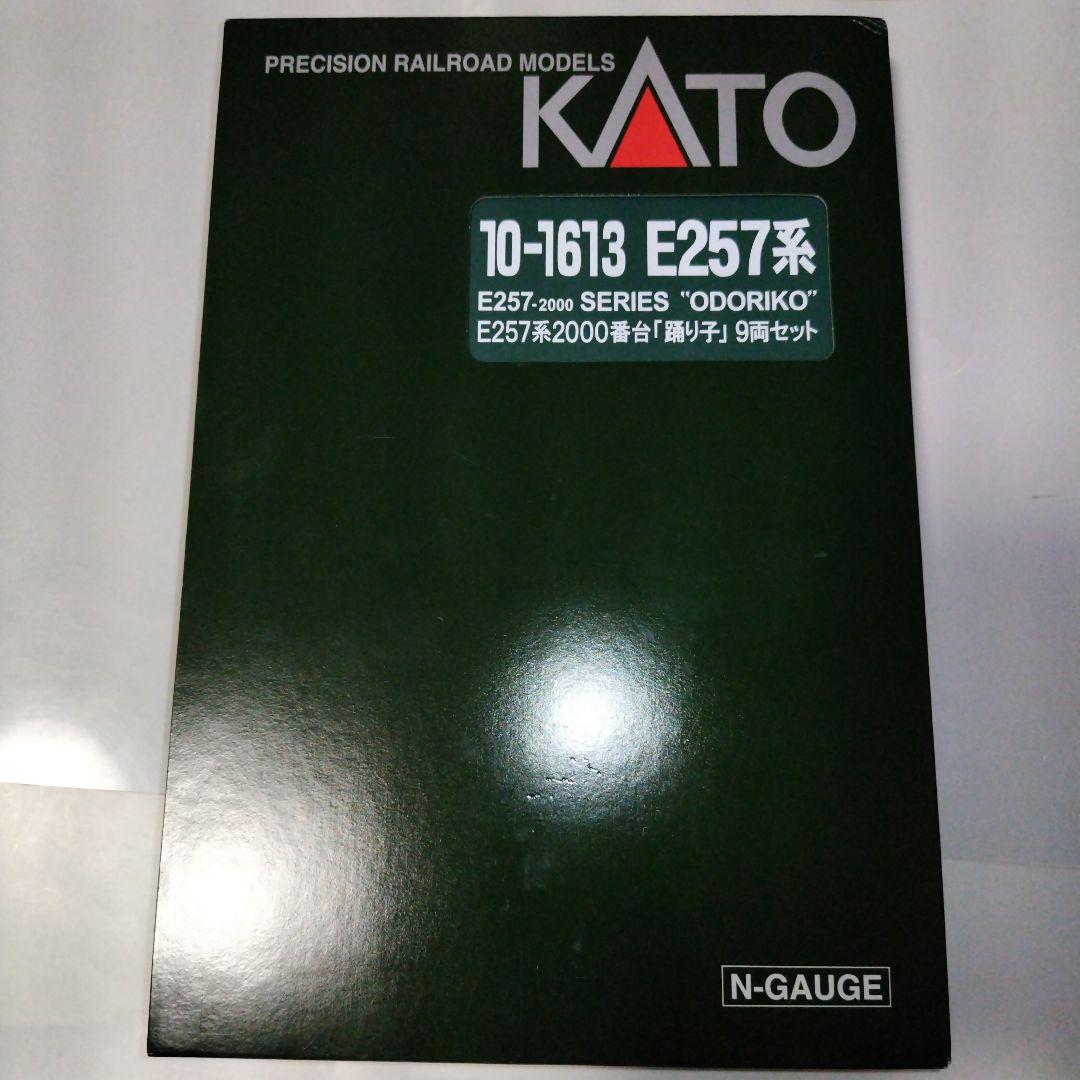 PRECISION RAILROAD MODELS
KATO
10-1613 E257系
E257-2000 SERIES "ODORIKO"
E257系2000番台「踊り子」9両セット
N-GAUGE